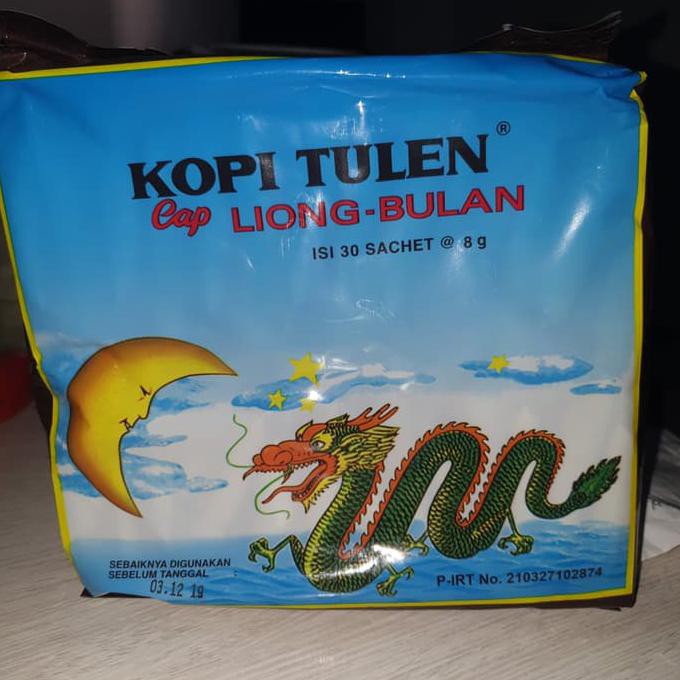 KOPI TULEN®
Cap LIONG-BULAN
ISI 30 SACHET @ 8 g
SEBAIKNYA DIGUNAKAN
SEBELUM TANGGAL :
03.12 19
P-IRT No. 210327102874